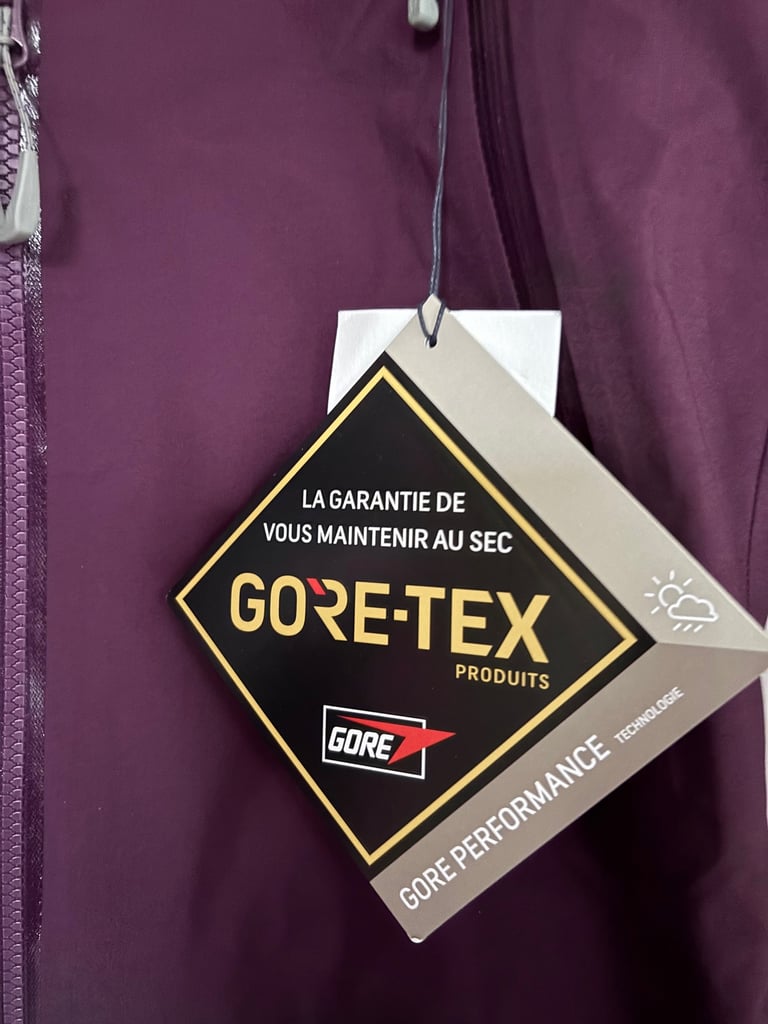 LA GARANTIE DE
VOUS MAINTENIR AU SEC
GORE-TEX
PRODUITS
GORE
GORE PERFORMANCE TECHNOLOGIE